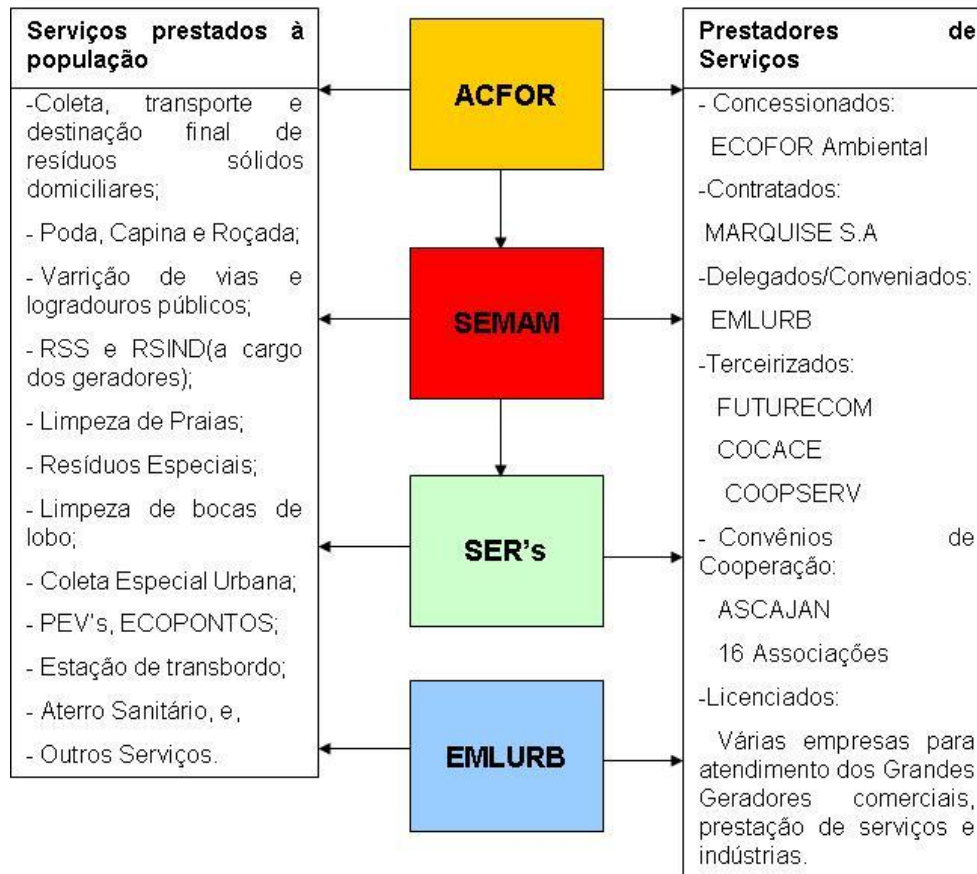 Serviços prestados à
população
-Coleta, transporte e
destinação final de
resíduos sólidos
domiciliares;
- Poda, Capina e Roçada;
- Varrição de vias e
logradouros públicos;
- RSS e RSIND(a cargo
dos geradores);
- Limpeza de Praias;
- Resíduos Especiais;
- Limpeza de bocas de
lobo;
- Coleta Especial Urbana;
- PEV's, ECOPONTOS;
- Estação de transbordo;
- Aterro Sanitário, e,
- Outros Serviços.
ACFOR
SEMAM
SER's
EMLURB
Prestadores de
Serviços
- Concessionados:
ECOFOR Ambiental
-Contratados:
MARQUISE S.A
-Delegados/Conveniados:
EMLURB
-Terceirizados:
FUTURECOM
COCACE
COOPSERV
- Convênios de
Cooperação:
ASCAJAN
16 Associações
-Licenciados:
Várias empresas para
atendimento dos Grandes
Geradores comerciais,
prestação de serviços e
indústrias.